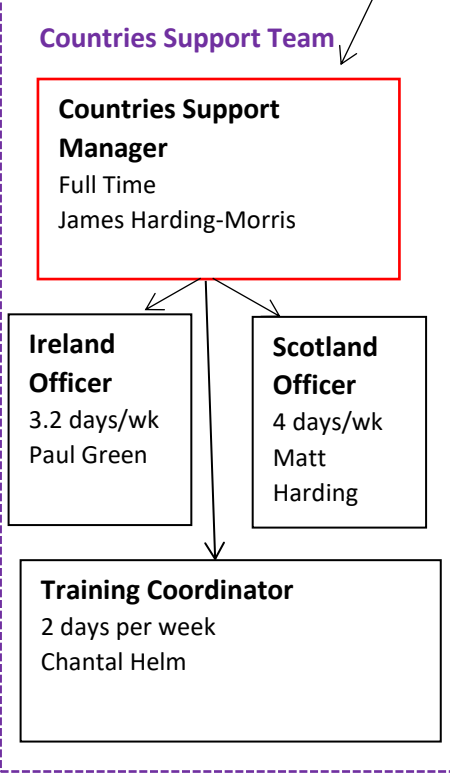 Countries Support Team
Countries Support
Manager
Full Time
James Harding-Morris
Ireland
Officer
3.2 days/wk
Paul Green
Scotland
Officer
4 days/wk
Matt
Harding
Training Coordinator
2 days per week
Chantal Helm